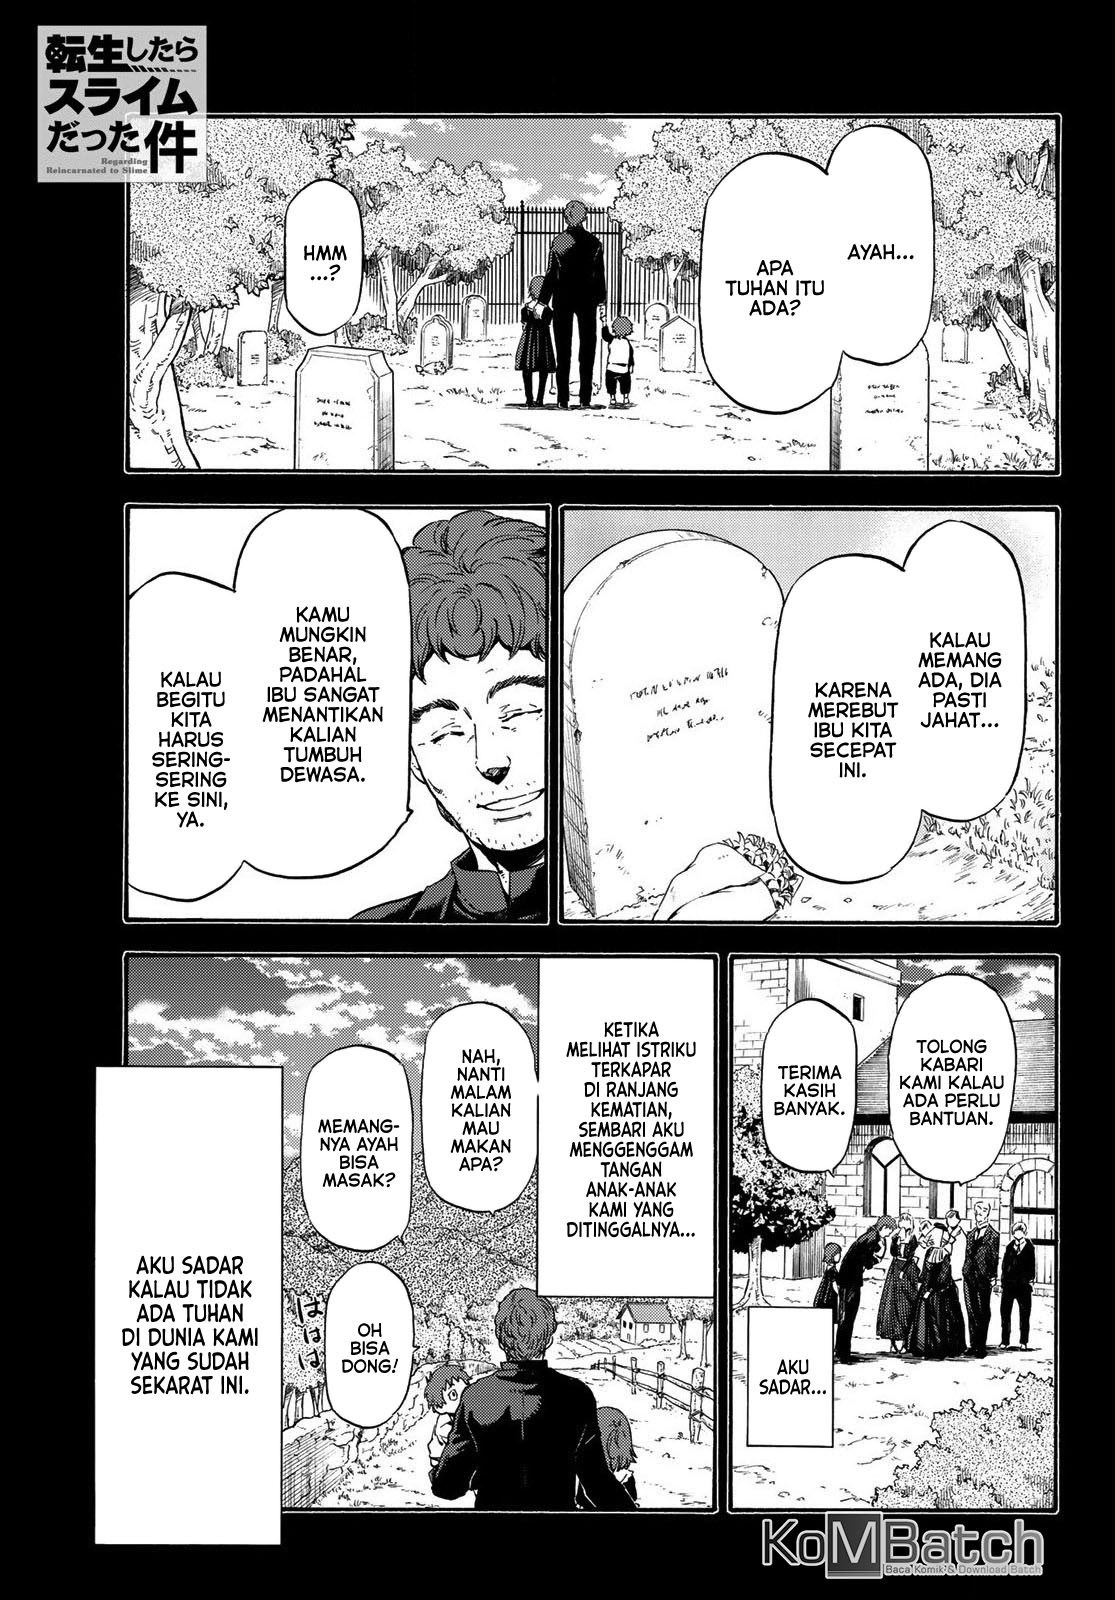 転生したら
スライム
だった件
Regarding
Reincarnated to Slime
AYAH...
APA
TUHAN ITU
ADA?
HMM
...?
KALAU
MEMANG
ADA, DIA
PASTI
JAHAT...
KARENA
MEREBUT
IBU KITA
SECEPAT
INI.
KAMU
MUNGKIN
BENAR,
PADAHAL
IBU SANGAT
MENANTIKAN
KALIAN
TUMBUH
DEWASA.
KALAU
BEGITU
KITA
HARUS
SERING-
SERING
KE SINI,
YA.
TOLONG
KABARI
KAMI KALAU
ADA PERLU
BANTUAN.
TERIMA
KASIH
BANYAK.
AKU
SADAR...
KETIKA
MELIHAT ISTRIKU
TERKAPAR
DI RANJANG
KEMATIAN,
SEMBARI AKU
MENGGENGGAM
TANGAN
ANAK-ANAK
KAMI YANG
DITINGGALNYA...
NAH,
NANTI
MALAM
KALIAN
MAU
MAKAN
APA?
MEMANG-
NYA AYAH
BISA
MASAK?
OH
BISA
DONG!
ははは
AKU SADAR
KALAU TIDAK
ADA TUHAN
DI DUNIA KAMI
YANG SUDAH
SEKARAT INI.
KoMBatch
Baca Komik & Download Batch